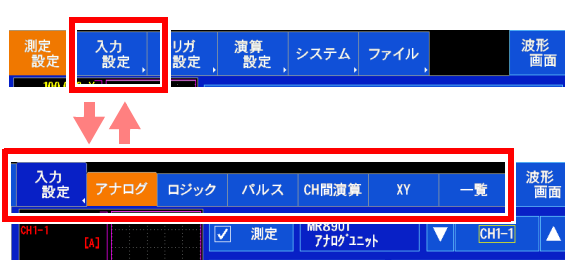 測定
設定
入力
設定
リガ
設定
演算
設定
システム
ファイル
波形
画面
入力
設定
アナログ
ロジック
パルス
CH間演算
XY
一覧
波形
画面
CH1-1
[A]
測定
MR8901
アナログユニット
CH1-1